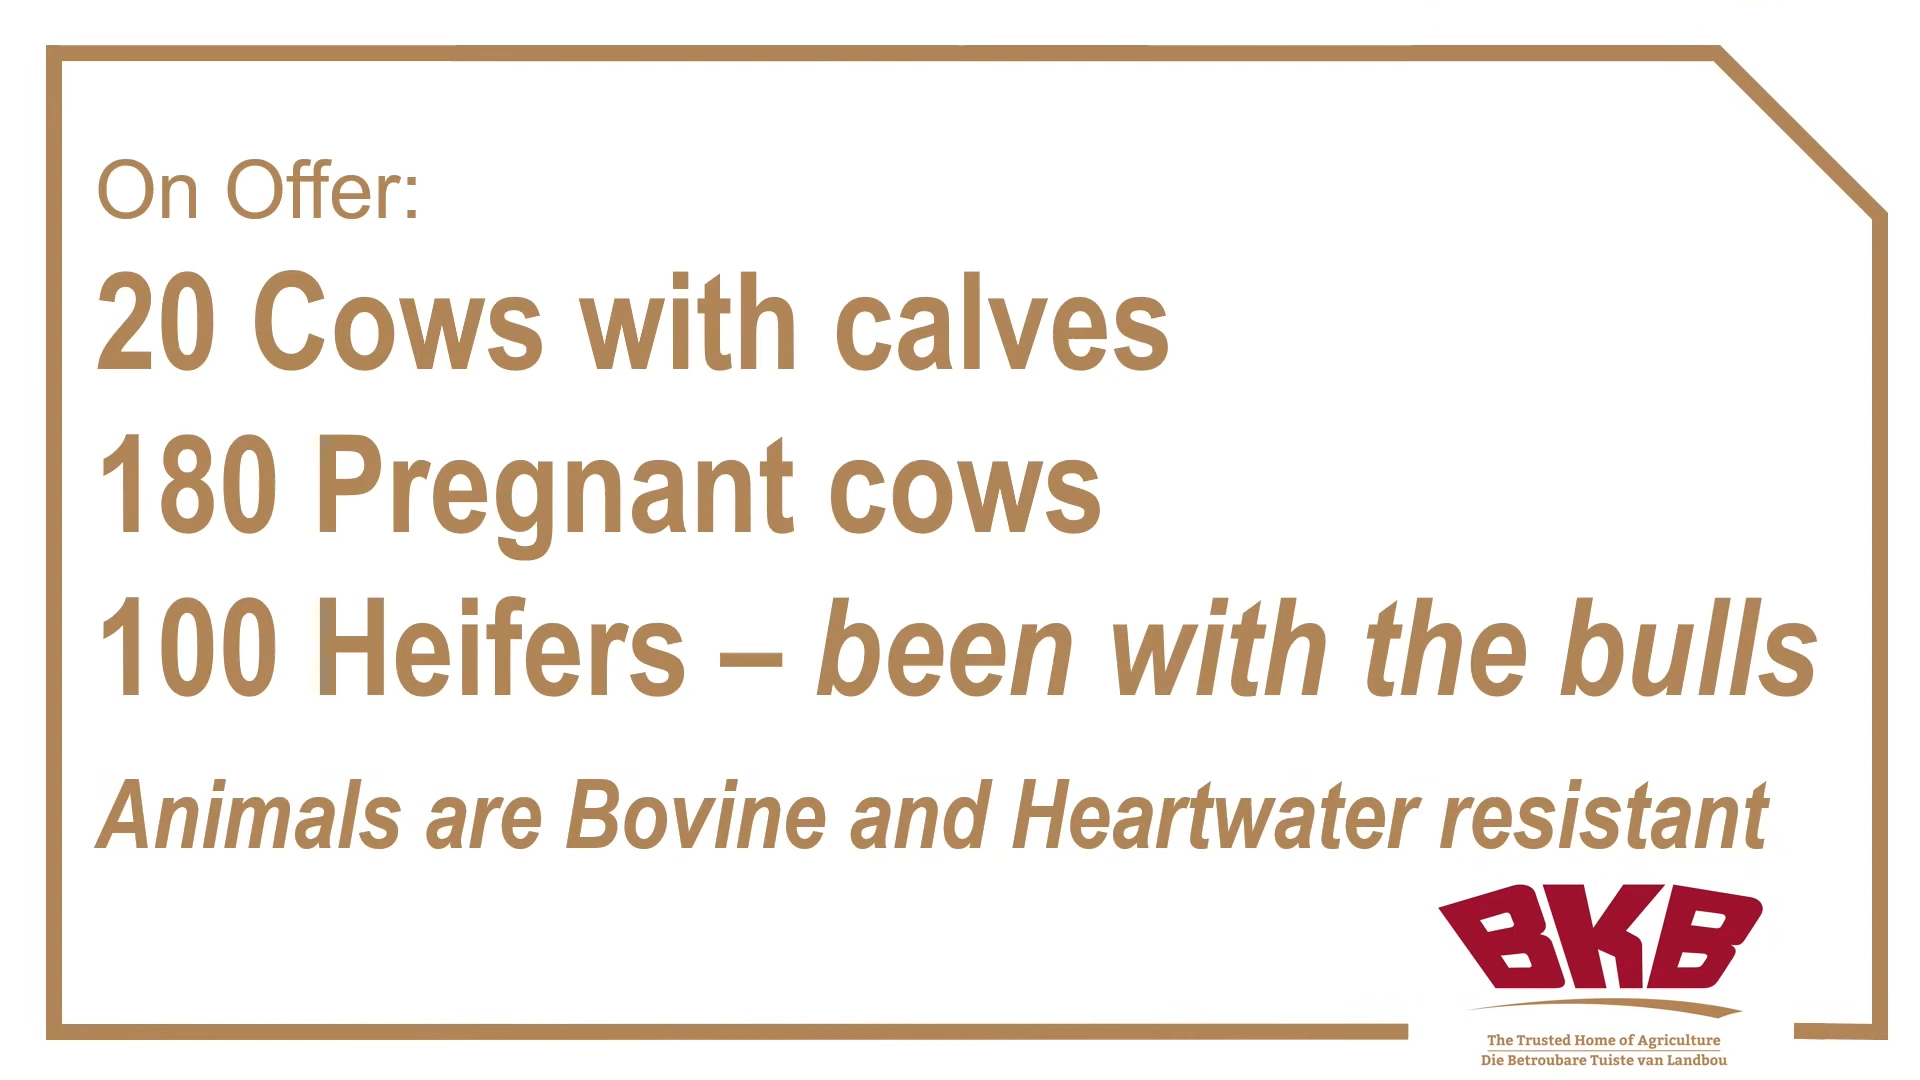 On Offer:
20 Cows with calves
180 Pregnant cows
100 Heifers – been with the bulls
Animals are Bovine and Heartwater resistant
BKB
The Trusted Home of Agriculture
Die Betroubare Tuiste van Landbou